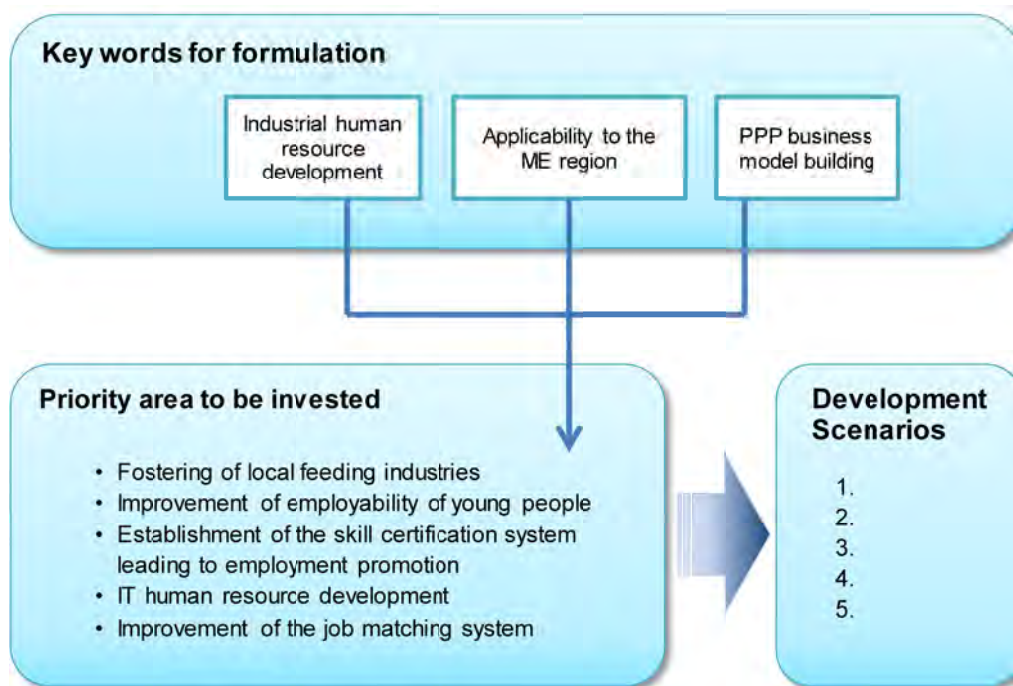 Key words for formulation
Industrial human
resource
development
Applicability to the
ME region
PPP business
model building
Priority area to be invested
• Fostering of local feeding industries
• Improvement of employability of young people
• Establishment of the skill certification system
leading to employment promotion
• IT human resource development
• Improvement of the job matching system
Development
Scenarios
1.
2.
3.
4.
5.